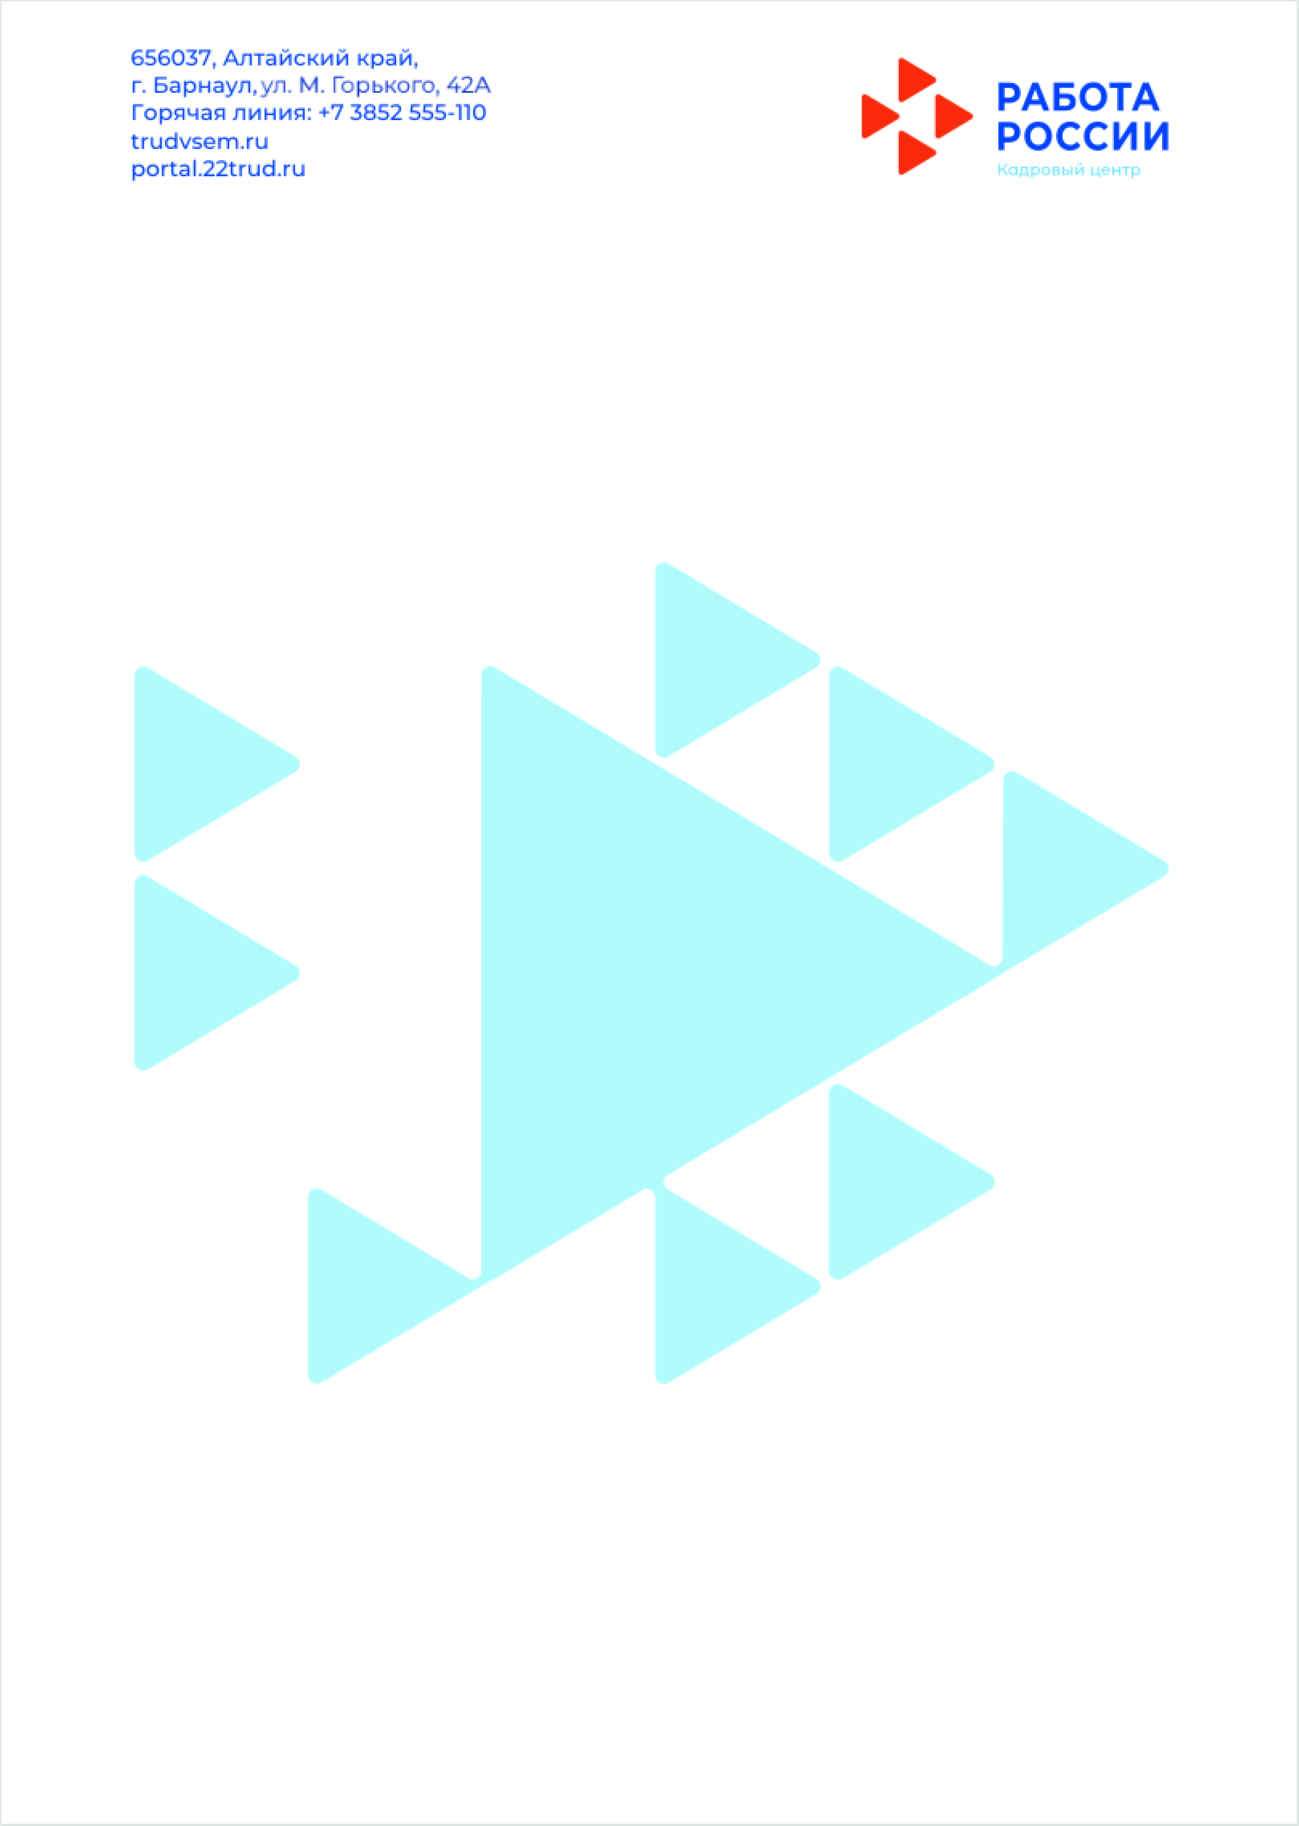 656037, Алтайский край,
г. Барнаул, ул. М. Горького, 42А
Горячая линия: +7 3852 555-110
trudvsem.ru
portal.22trud.ru
РАБОТА
РОССИИ
Кадровый центр